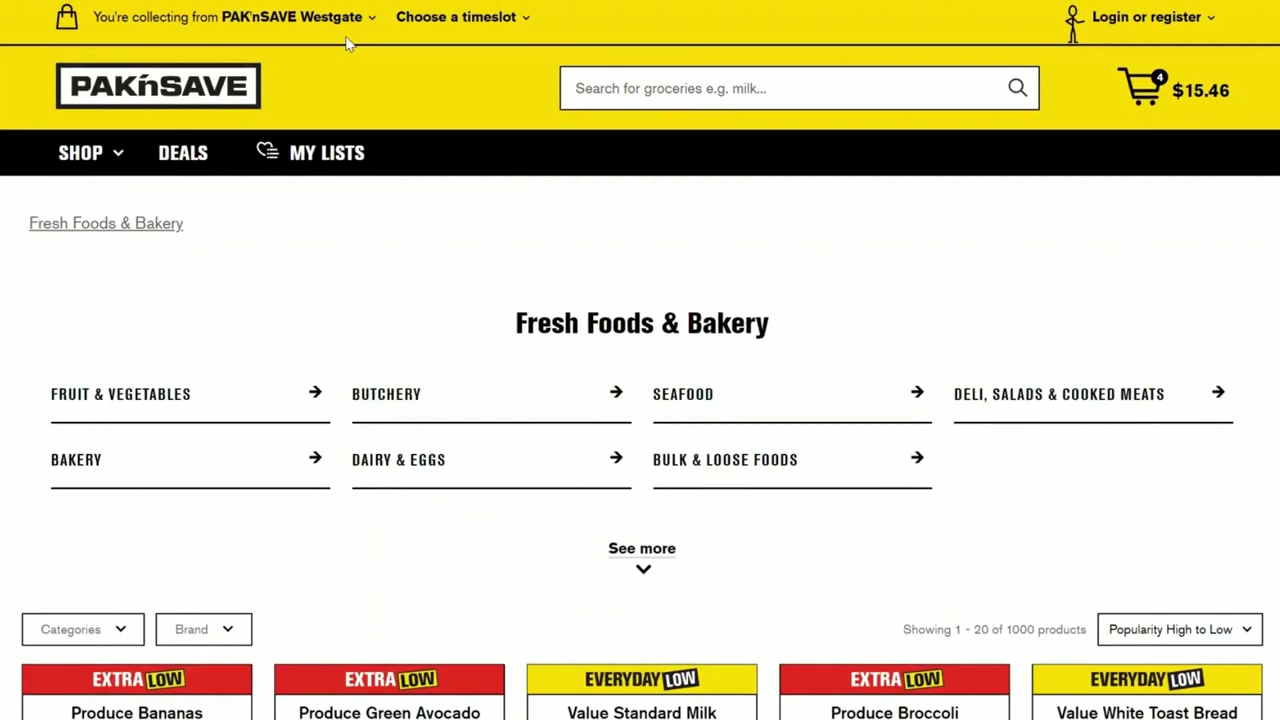 You're collecting from PAK'nSAVE Westgate
Choose a timeslot
Login or register
PAK'nSAVE
Search for groceries e.g. milk...
4
$15.46
SHOP
DEALS
MY LISTS
Fresh Foods & Bakery
Fresh Foods & Bakery
FRUIT & VEGETABLES
BUTCHERY
SEAFOOD
DELI, SALADS & COOKED MEATS
BAKERY
DAIRY & EGGS
BULK & LOOSE FOODS
See more
Categories
Brand
Showing 1 - 20 of 1000 products
Popularity High to Low
EXTRA LOW
EXTRA LOW
EVERYDAY LOW
EXTRA LOW
EVERYDAY LOW
Produce Bananas
Produce Green Avocado
Value Standard Milk
Produce Broccoli
Value White Toast Bread